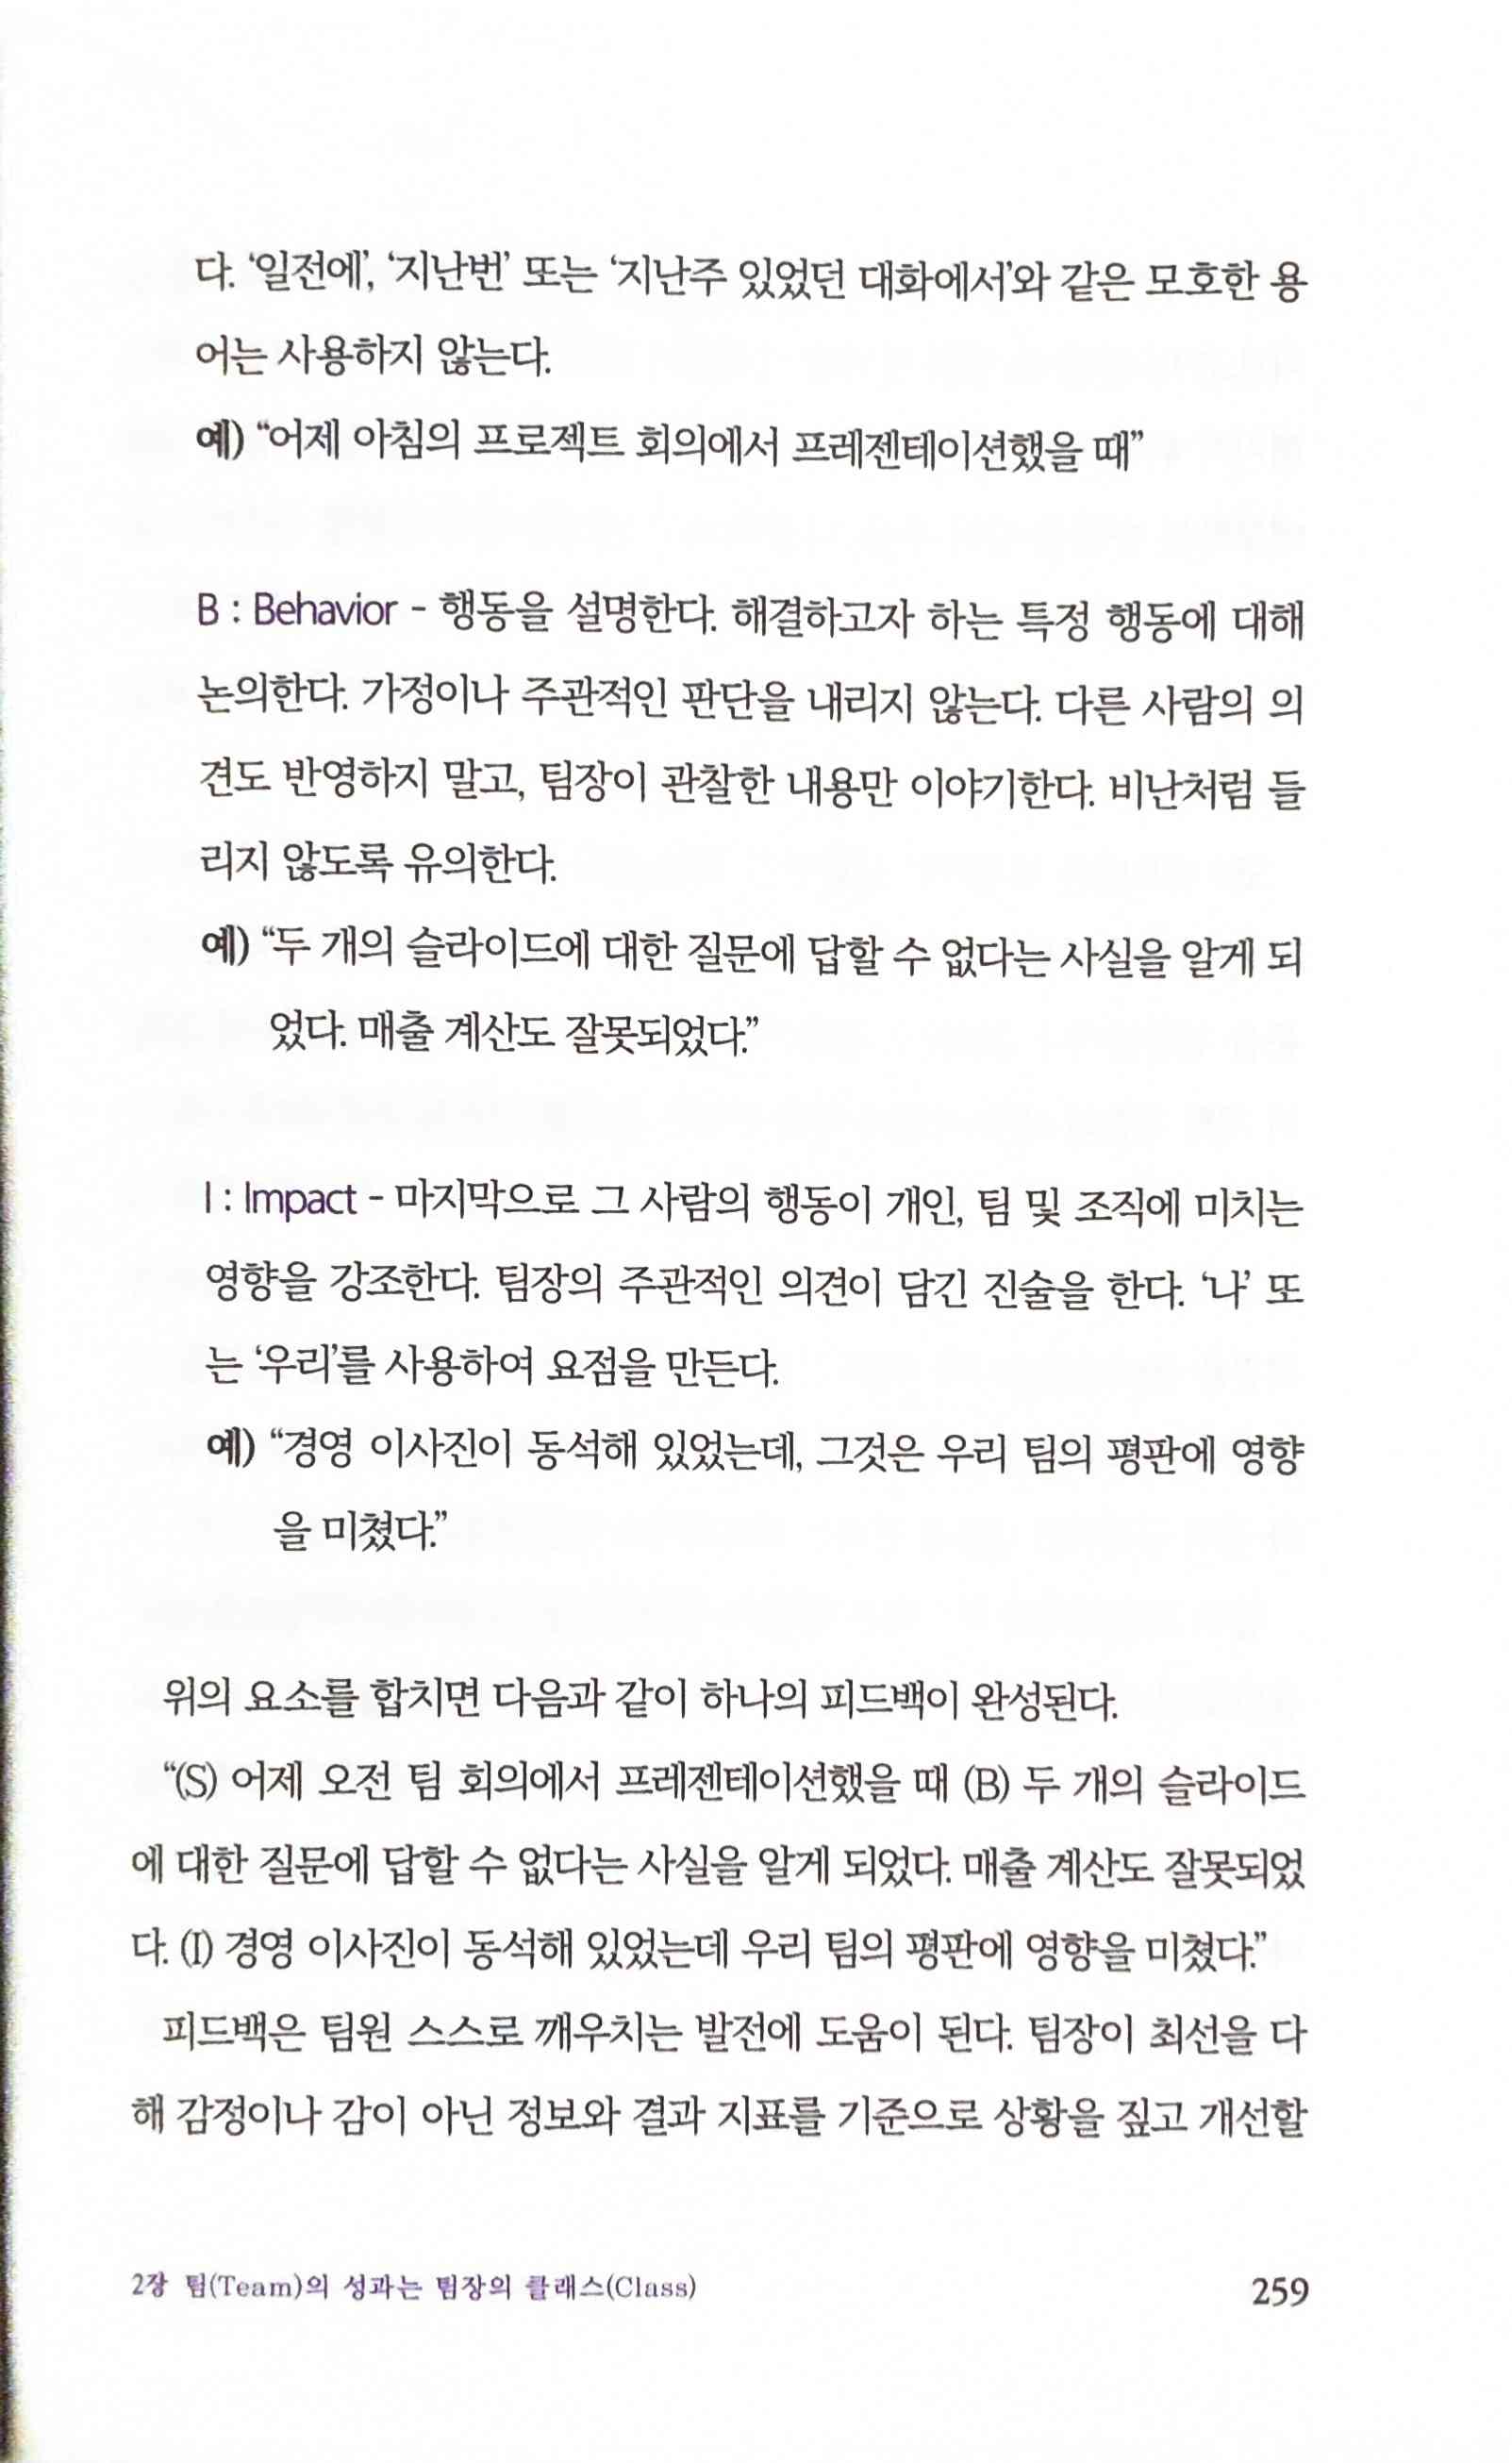 다. ‘일전에’, ‘지난번’ 또는 ‘지난주 있었던 대화에서’와 같은 모호한 용
어는 사용하지 않는다.
예) “어제 아침의 프로젝트 회의에서 프레젠테이션했을 때”
B : Behavior - 행동을 설명한다. 해결하고자 하는 특정 행동에 대해
논의한다. 가정이나 주관적인 판단을 내리지 않는다. 다른 사람의 의
견도 반영하지 말고, 팀장이 관찰한 내용만 이야기한다. 비난처럼 들
리지 않도록 유의한다.
예) “두 개의 슬라이드에 대한 질문에 답할 수 없다는 사실을 알게 되
었다. 매출 계산도 잘못되었다.”
I : Impact - 마지막으로 그 사람의 행동이 개인, 팀 및 조직에 미치는
영향을 강조한다. 팀장의 주관적인 의견이 담긴 진술을 한다. ‘나’ 또
는 ‘우리’를 사용하여 요점을 만든다.
예) “경영 이사진이 동석해 있었는데, 그것은 우리 팀의 평판에 영향
을 미쳤다.”
위의 요소를 합치면 다음과 같이 하나의 피드백이 완성된다.
“(S) 어제 오전 팀 회의에서 프레젠테이션했을 때 (B) 두 개의 슬라이드
에 대한 질문에 답할 수 없다는 사실을 알게 되었다. 매출 계산도 잘못되었
다. (I) 경영 이사진이 동석해 있었는데 우리 팀의 평판에 영향을 미쳤다.”
피드백은 팀원 스스로 깨우치는 발전에 도움이 된다. 팀장이 최선을 다
해 감정이나 감이 아닌 정보와 결과 지표를 기준으로 상황을 짚고 개선할
2장 팀(Team)의 성과는 팀장의 클래스(Class)
259